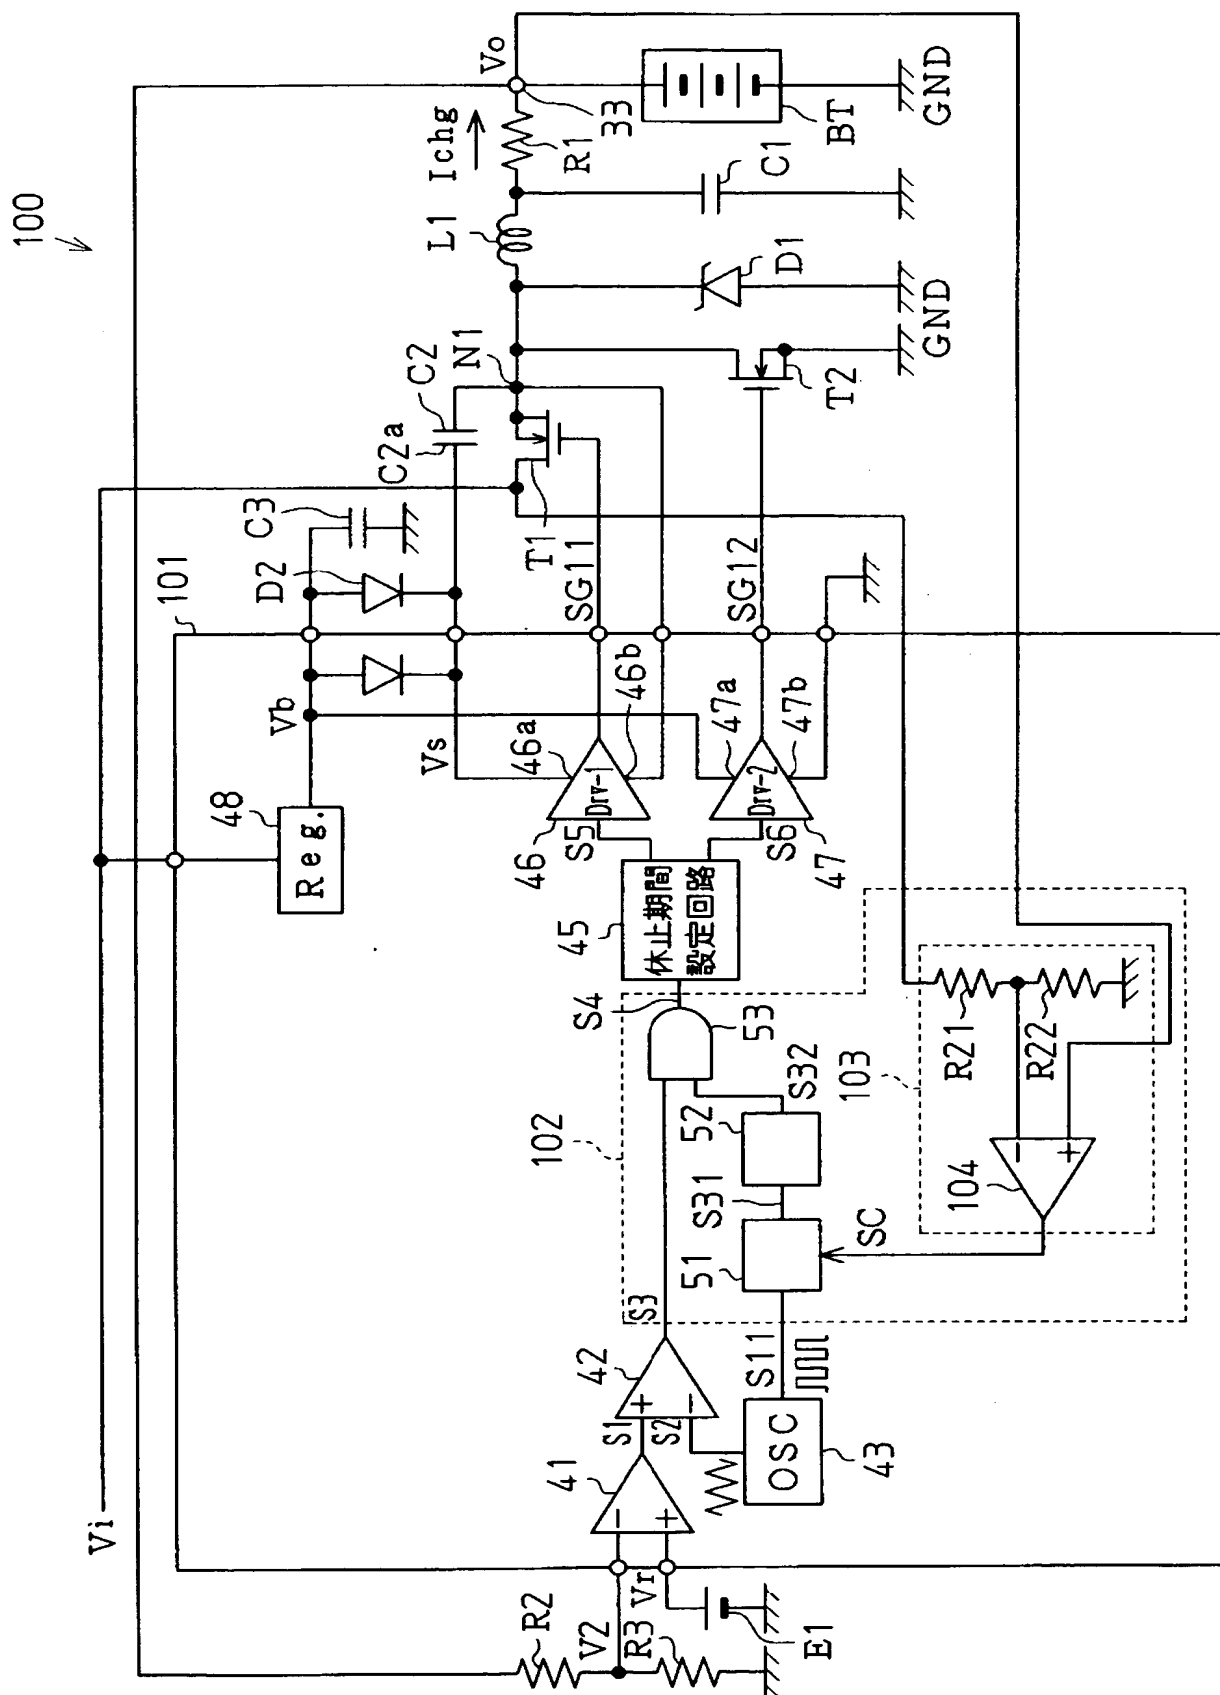 100
Vi
Vo
Ichg
33
R1
L1
C1
BT
GND
D1
GND
T2
N1
C2
C2a
C3
D2
101
T1
SG11
SG12
Vb
Vs
48
Reg.
46a
46b
47a
47b
Drv-1
Drv-2
46
47
S5
S6
45
休止期間
設定回路
S4
53
102
S32
52
S31
51
SC
103
R21
R22
104
-
+
S3
42
+
-
S1
S2
S11
OSC
43
41
-
+
Vr
V2
R2
R3
E1